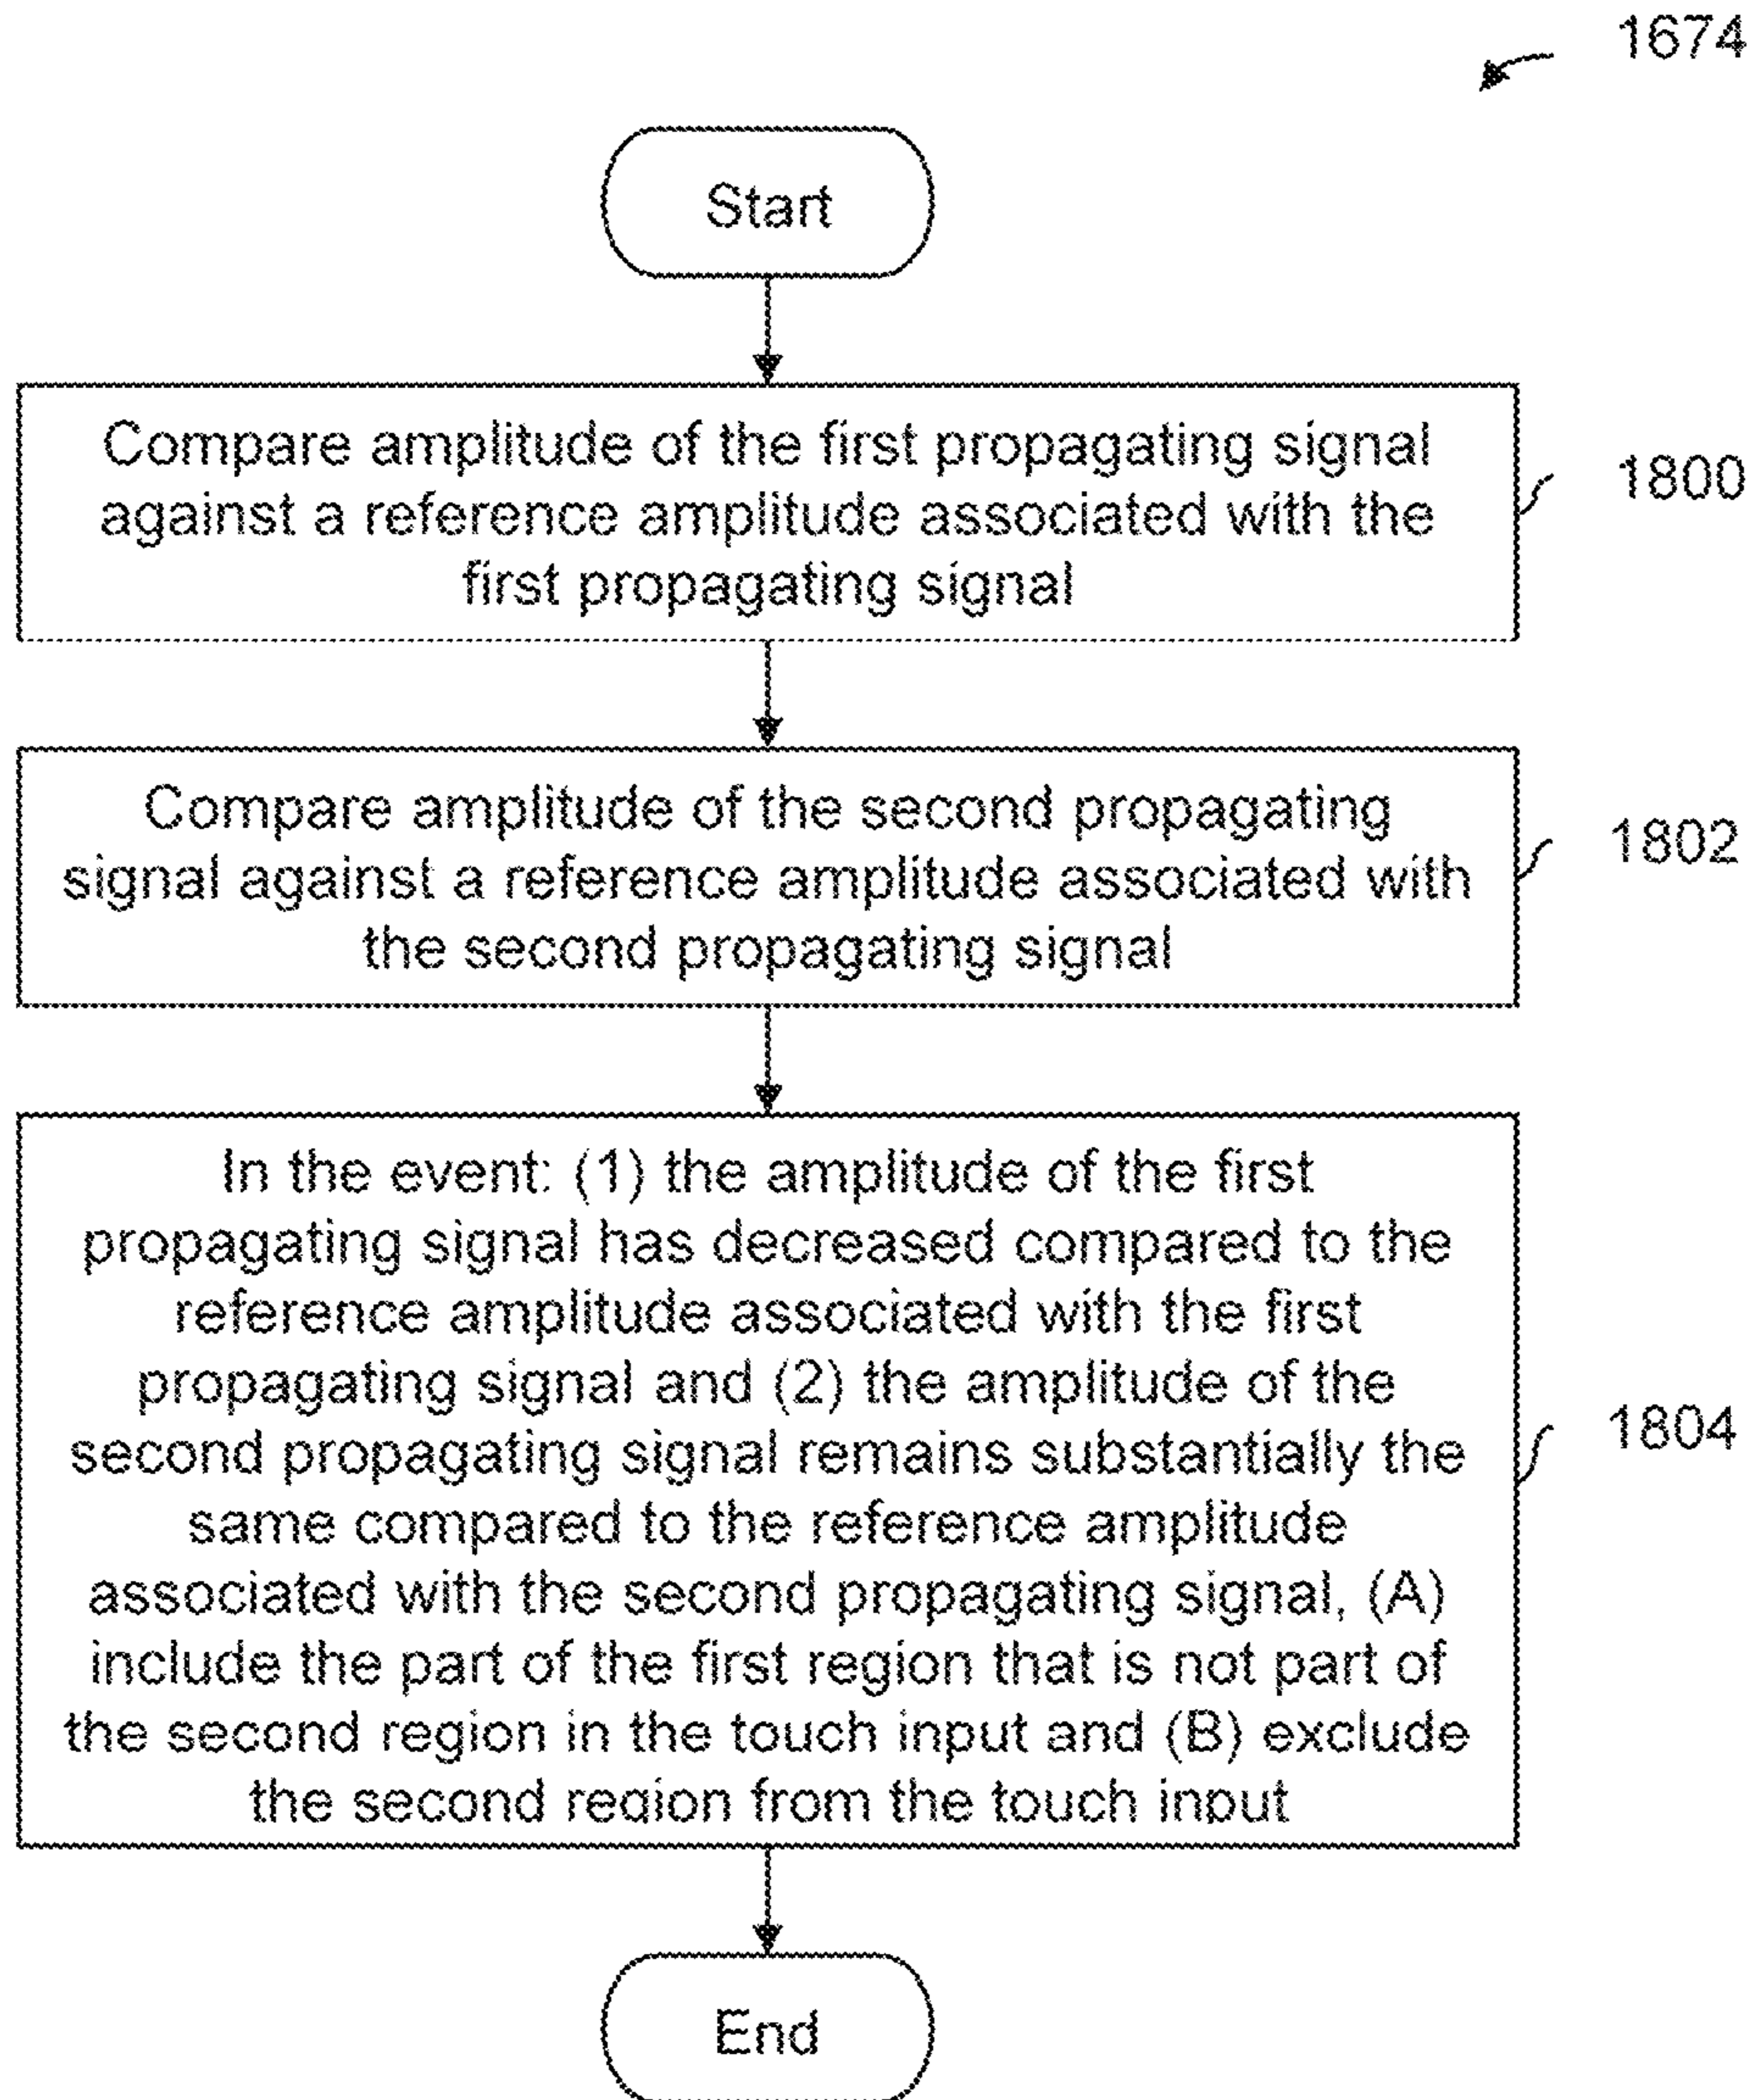 1674
Start
Compare amplitude of the first propagating signal
against a reference amplitude associated with the
first propagating signal
1800
Compare amplitude of the second propagating
signal against a reference amplitude associated with
the second propagating signal
1802
In the event: (1) the amplitude of the first
propagating signal has decreased compared to the
reference amplitude associated with the first
propagating signal and (2) the amplitude of the
second propagating signal remains substantially the
same compared to the reference amplitude
associated with the second propagating signal, (A)
include the part of the first region that is not part of
the second region in the touch input and (B) exclude
the second region from the touch input
1804
End